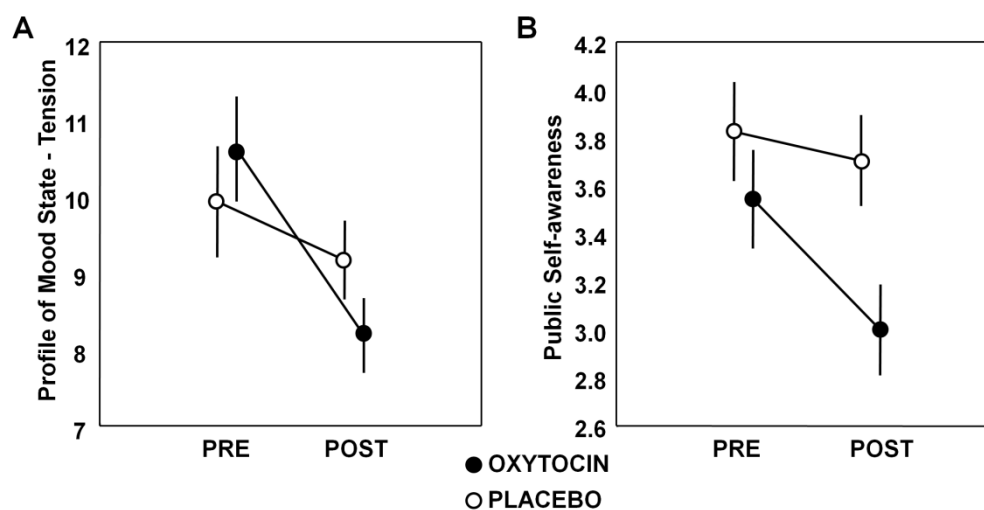 A
Profile of Mood State - Tension
12
11
10
9
8
7
PRE POST
B
Public Self-awareness
4.2
4.0
3.8
3.6
3.4
3.2
3.0
2.8
2.6
PRE POST
OXYTOCIN
PLACEBO